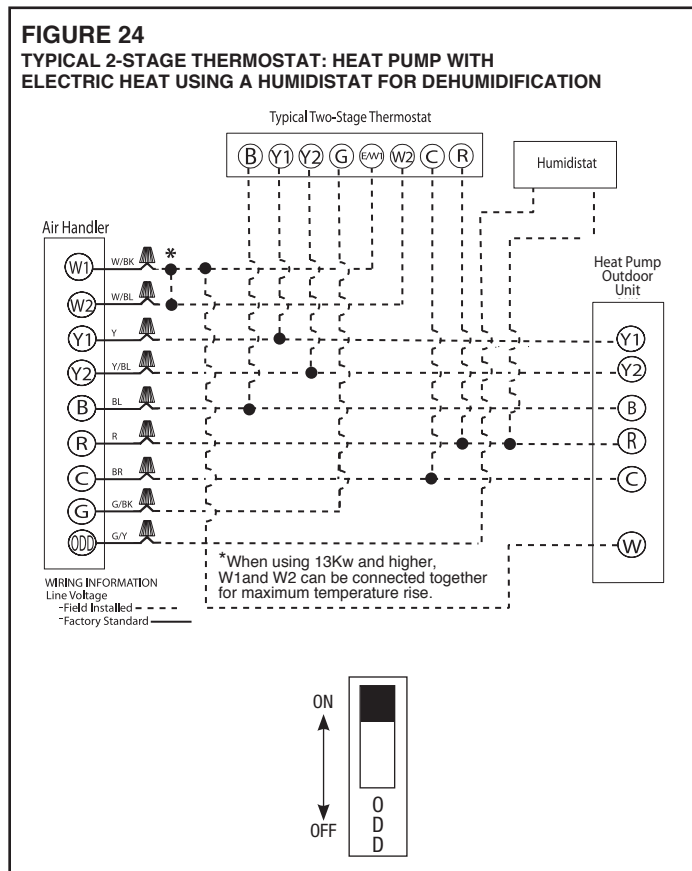 FIGURE 24
TYPICAL 2-STAGE THERMOSTAT: HEAT PUMP WITH
ELECTRIC HEAT USING A HUMIDISTAT FOR DEHUMIDIFICATION
Typical Two-Stage Thermostat
B Y1 Y2 G E/W1 W2 C R
Humidistat
Air Handler
Heat Pump
Outdoor
Unit
W1 W/BK *
W2 W/BL
Y1 Y Y1
Y2 Y/BL Y2
B BL B
R R R
C BR C
G G/BK
ODD G/Y W
*When using 13Kw and higher,
W1and W2 can be connected together
for maximum temperature rise.
WIRING INFORMATION
Line Voltage
-Field Installed
-Factory Standard
ON
OFF
O
D
D